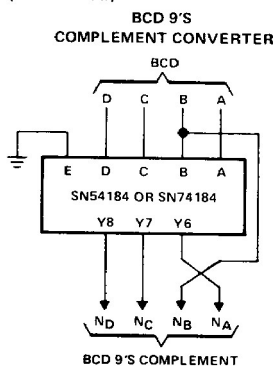 BCD 9'S
COMPLEMENT CONVERTER
BCD
D C B A
E D C B A
SN54184 OR SN74184
Y8 Y7 Y6
ND NC NB NA
BCD 9'S COMPLEMENT